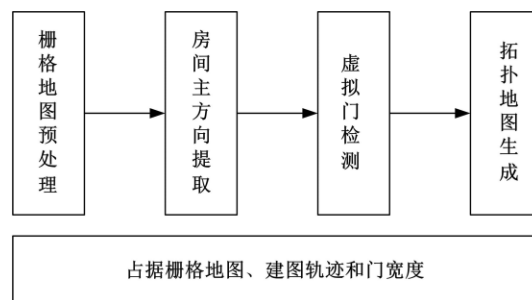 栅格地图预处理
房间主方向提取
虚拟门检测
拓扑地图生成
占据栅格地图、建图轨迹和门宽度